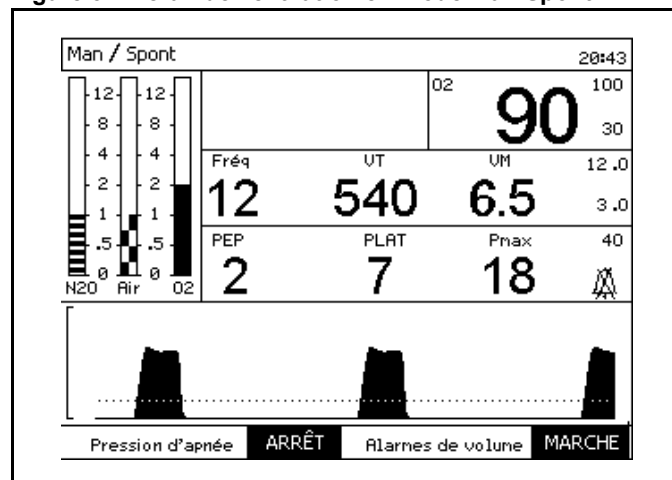 Man / Spont 20:43
12 12
8 8
4 4
2 2
1 1
.5 .5
0 0
N2O Air O2
O2 90 100
30
Fréq VT VM 12.0
12 540 6.5 3.0
PEP PLAT Pmax 40
2 7 18
Pression d'apnée ARRÊT Alarmes de volume MARCHE